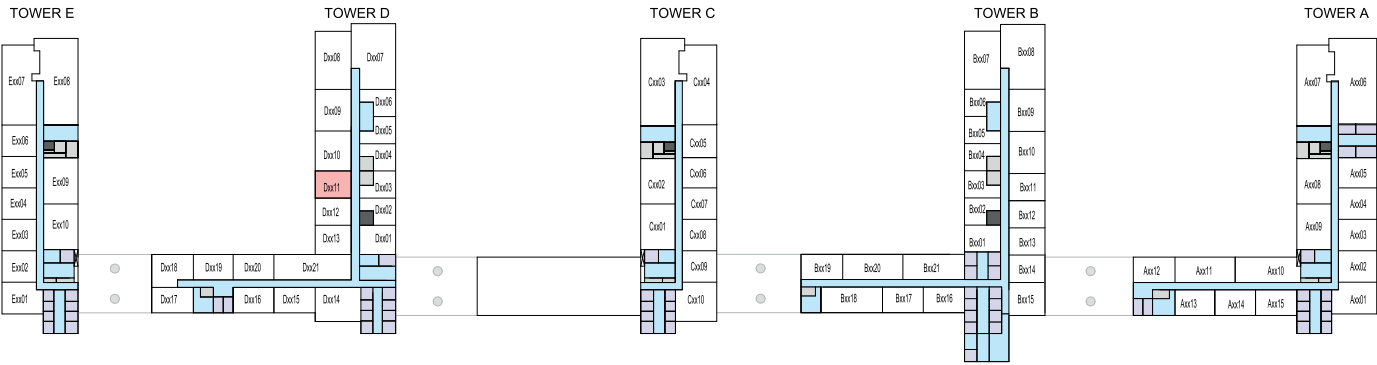 TOWER E
TOWER D
TOWER C
TOWER B
TOWER A
Exx07
Exx08
Exx06
Exx05
Exx09
Exx04
Exx10
Exx03
Exx02
Exx01
Dxx08
Dxx07
Dxx09
Dxx06
Dxx05
Dxx10
Dxx04
Dxx11
Dxx03
Dxx12
Dxx02
Dxx13
Dxx01
Dxx18
Dxx19
Dxx20
Dxx21
Dxx17
Dxx16
Dxx15
Dxx14
Cxx03
Cxx04
Cxx05
Cxx02
Cxx06
Cxx07
Cxx01
Cxx08
Cxx09
Cxx10
Bxx07
Bxx08
Bxx06
Bxx09
Bxx05
Bxx04
Bxx10
Bxx03
Bxx11
Bxx02
Bxx12
Bxx01
Bxx13
Bxx19
Bxx20
Bxx21
Bxx14
Bxx18
Bxx17
Bxx16
Bxx15
Axx07
Axx06
Axx08
Axx05
Axx04
Axx09
Axx03
Axx12
Axx11
Axx10
Axx02
Axx13
Axx14
Axx15
Axx01